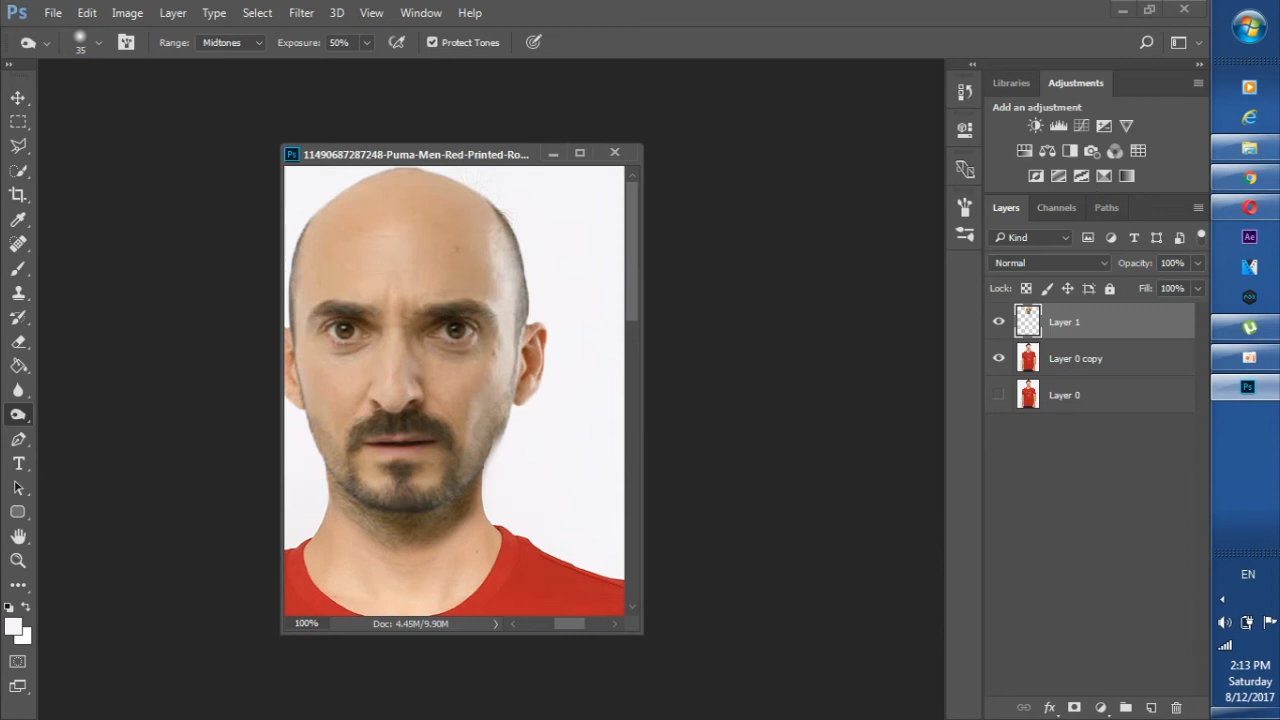 Ps File Edit Image Layer Type Select Filter 3D View Window Help
35 Range: Midtones Exposure: 50% Protect Tones
Libraries Adjustments
Add an adjustment
Ps 11490687287248-Puma-Men-Red-Printed-Ro...
Layers Channels Paths
Kind
Normal Opacity: 100%
Lock: Fill: 100%
Layer 1
Layer 0 copy
Layer 0
100% Doc: 4.45M/9.90M
Ae
Ps
EN
2:13 PM
Saturday
8/12/2017